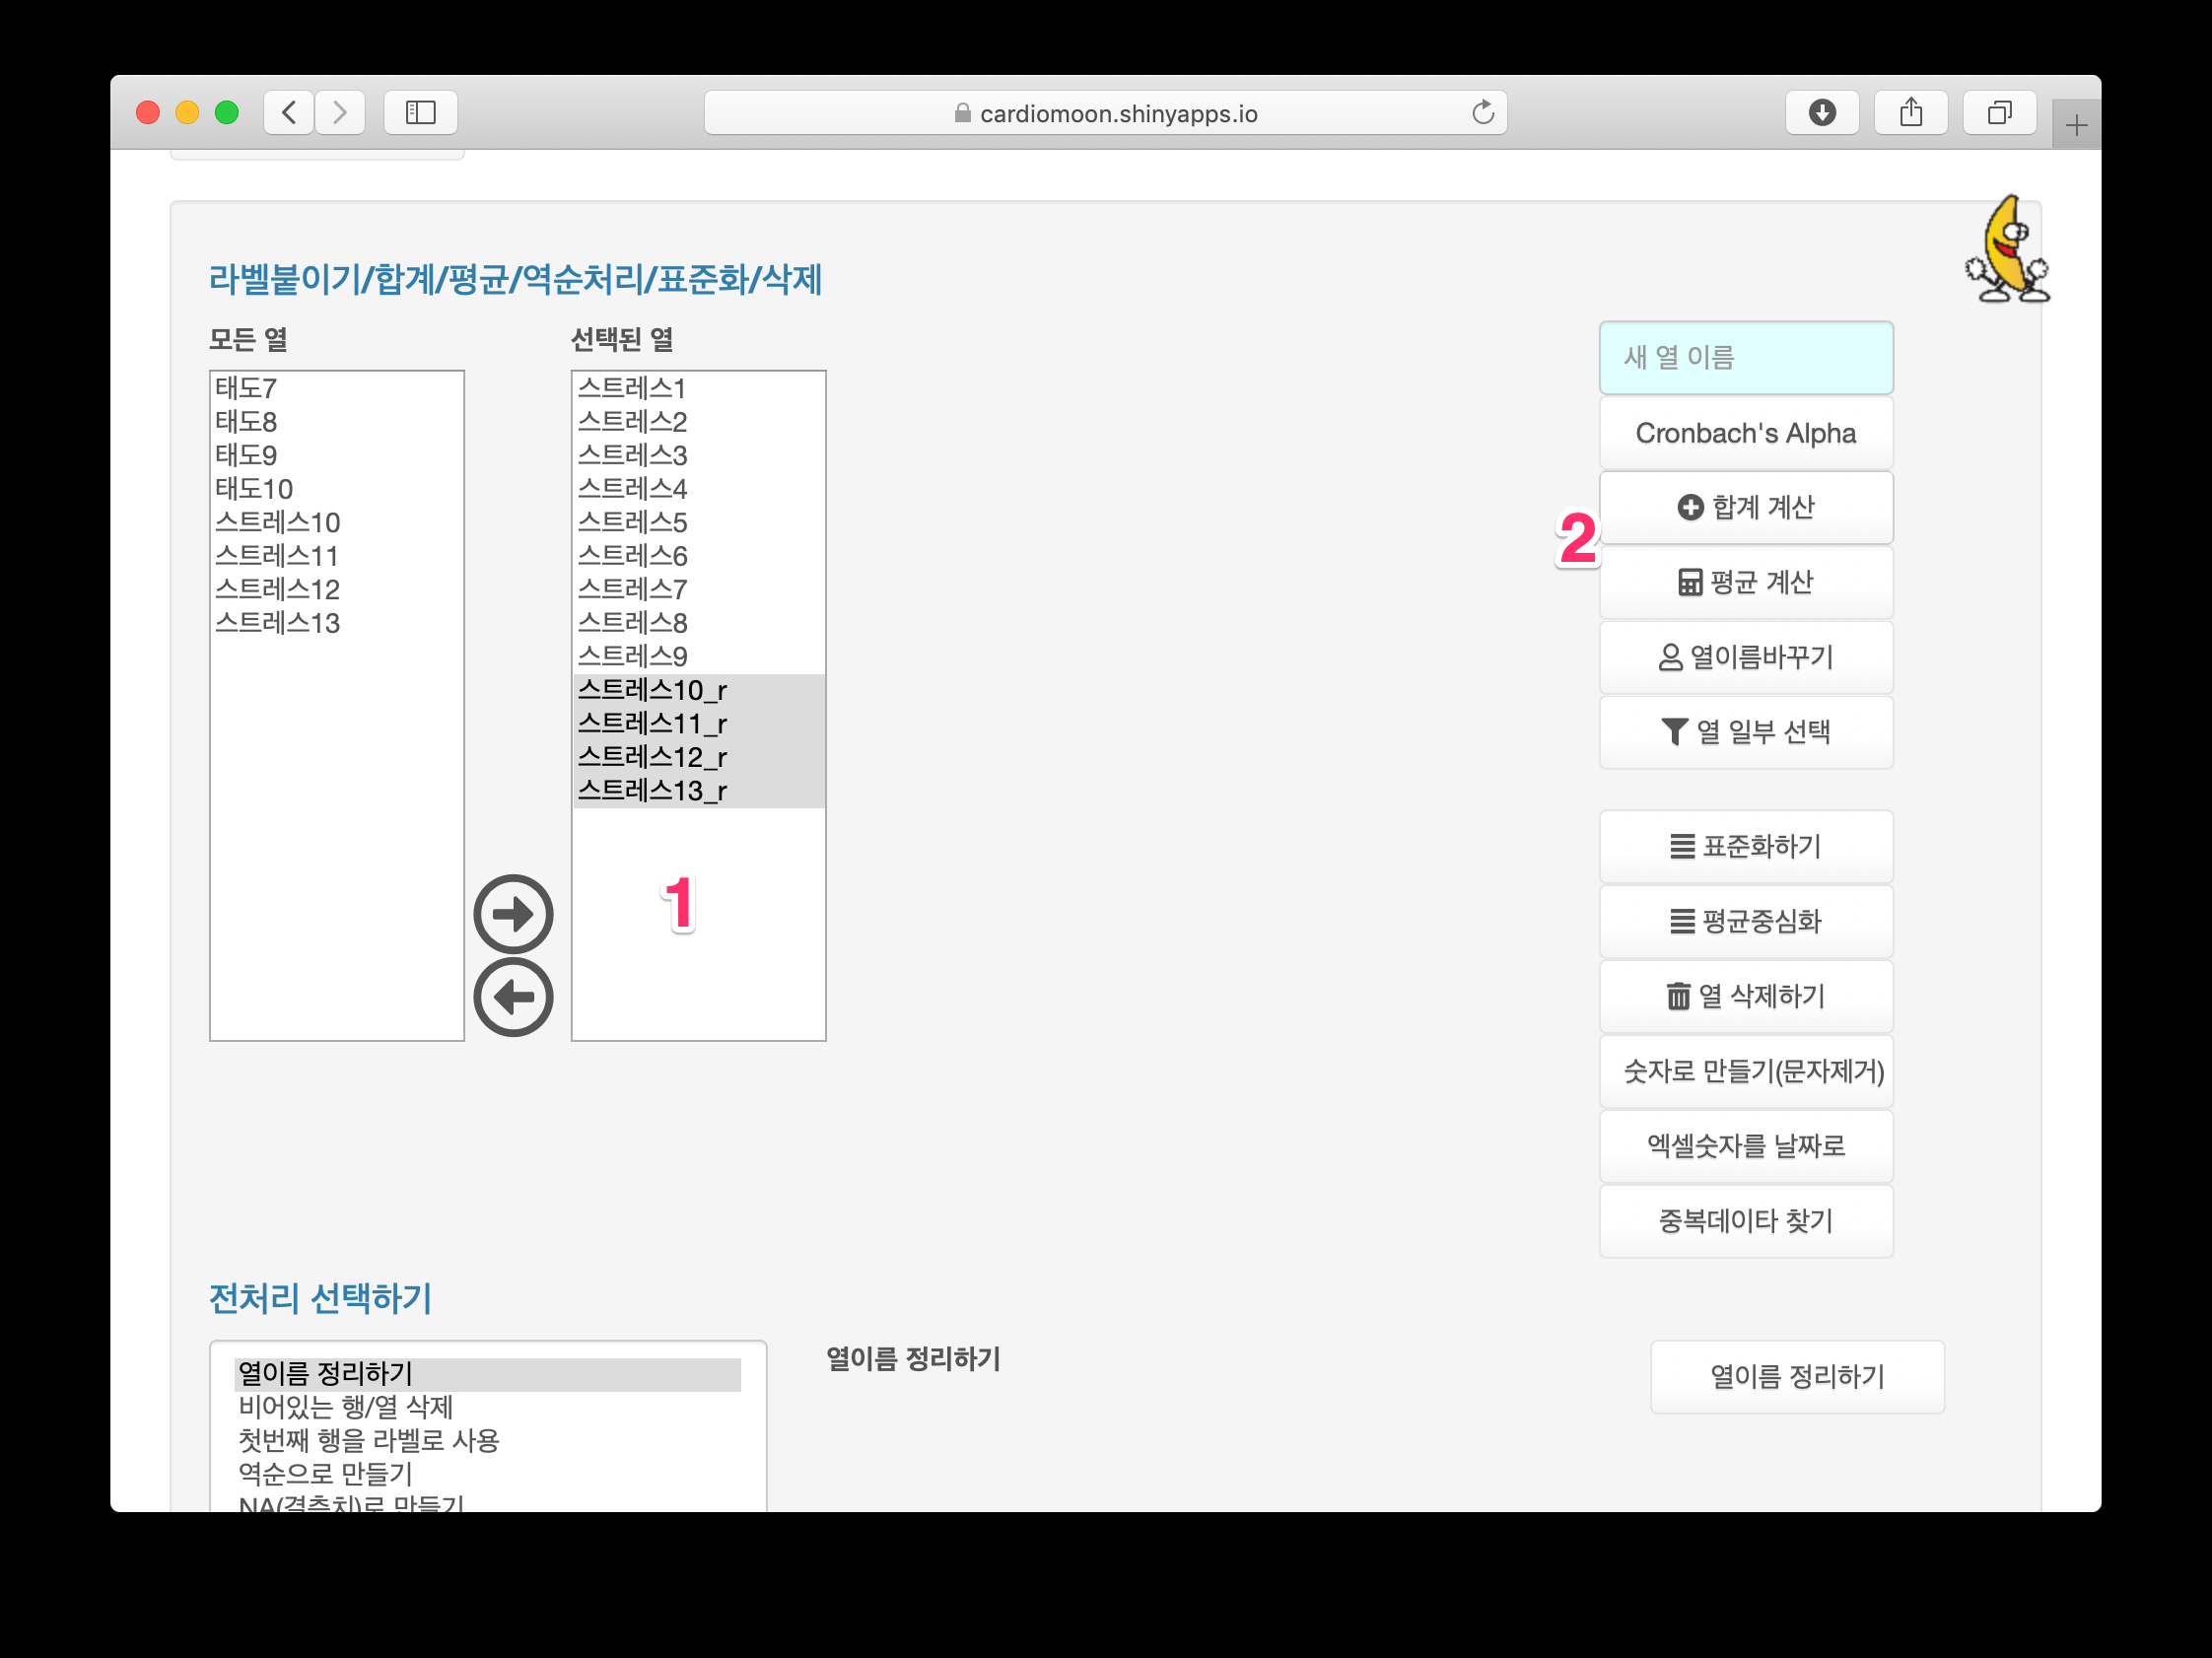 cardiomoon.shinyapps.io
라벨붙이기/합계/평균/역순처리/표준화/삭제
모든 열
태도7
태도8
태도9
태도10
스트레스10
스트레스11
스트레스12
스트레스13
선택된 열
스트레스1
스트레스2
스트레스3
스트레스4
스트레스5
스트레스6
스트레스7
스트레스8
스트레스9
스트레스10_r
스트레스11_r
스트레스12_r
스트레스13_r
1
새 열 이름
Cronbach's Alpha
합계 계산
2
평균 계산
열이름바꾸기
열 일부 선택
표준화하기
평균중심화
열 삭제하기
숫자로 만들기(문자제거)
엑셀숫자를 날짜로
중복데이타 찾기
전처리 선택하기
열이름 정리하기
비어있는 행/열 삭제
첫번째 행을 라벨로 사용
역순으로 만들기
NA(결측치)로 만들기
열이름 정리하기
열이름 정리하기